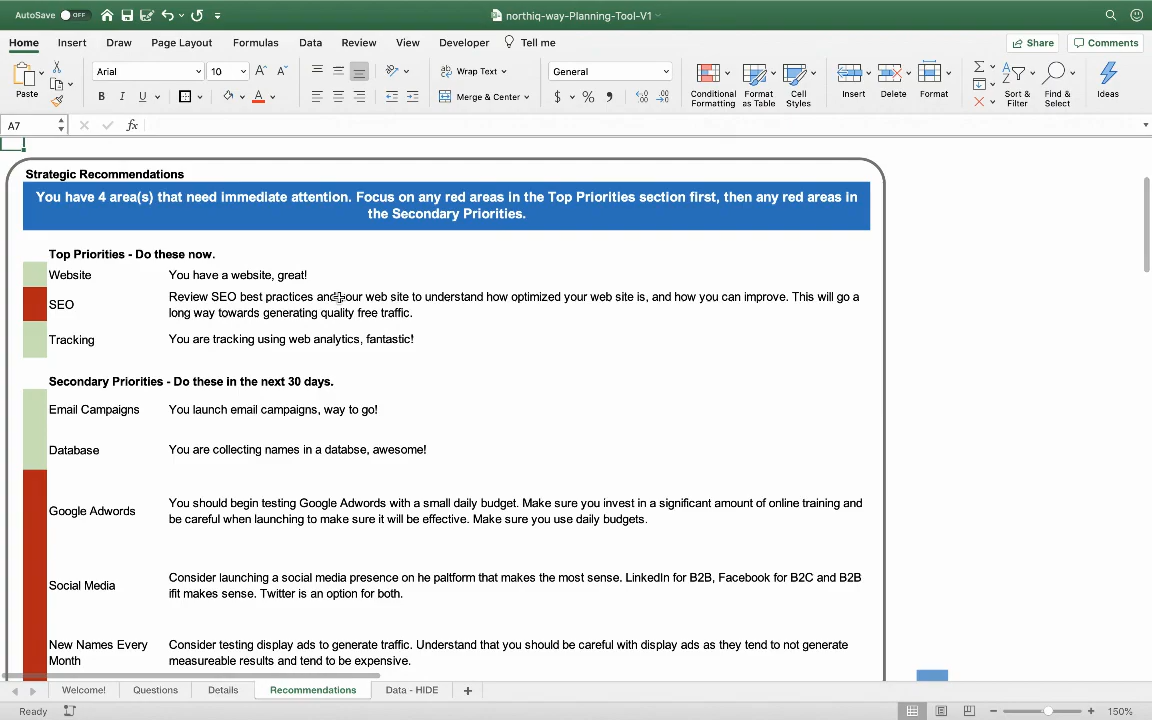 AutoSave OFF
northiq-way-Planning-Tool-V1
Home Insert Draw Page Layout Formulas Data Review View Developer Tell me Share Comments
Paste Arial 10 Wrap Text General
B I U Merge & Center $ % Conditional Formatting Format as Table Cell Styles Insert Delete Format Sort & Filter Find & Select Ideas
A7 fx
Strategic Recommendations
You have 4 area(s) that need immediate attention. Focus on any red areas in the Top Priorities section first, then any red areas in
the Secondary Priorities.
Top Priorities - Do these now.
Website You have a website, great!
SEO Review SEO best practices and your web site to understand how optimized your web site is, and how you can improve. This will go a
long way towards generating quality free traffic.
Tracking You are tracking using web analytics, fantastic!
Secondary Priorities - Do these in the next 30 days.
Email Campaigns You launch email campaigns, way to go!
Database You are collecting names in a databse, awesome!
Google Adwords You should begin testing Google Adwords with a small daily budget. Make sure you invest in a significant amount of online training and
be careful when launching to make sure it will be effective. Make sure you use daily budgets.
Social Media Consider launching a social media presence on he paltform that makes the most sense. LinkedIn for B2B, Facebook for B2C and B2B
ifit makes sense. Twitter is an option for both.
New Names Every Month Consider testing display ads to generate traffic. Understand that you should be careful with display ads as they tend to not generate
measureable results and tend to be expensive.
Welcome! Questions Details Recommendations Data - HIDE +
Ready 150%